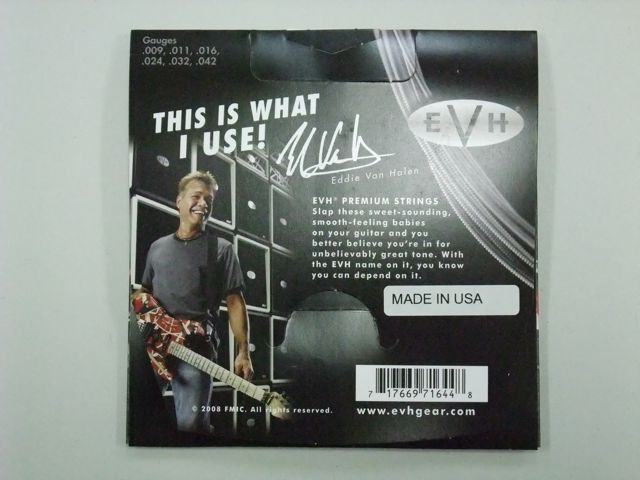 Gauges
.009, .011, .016,
.024, .032, .042
THIS IS WHAT
I USE!
Eddie Van Halen
EVH®
EVH® PREMIUM STRINGS
Slap these sweet-sounding,
smooth-feeling babies
on your guitar and you
better believe you're in for
unbelievably great tone. With
the EVH name on it, you know
you can depend on it.
MADE IN USA
7 17669 71644 8
© 2008 FMIC. All rights reserved.
www.evhgear.com